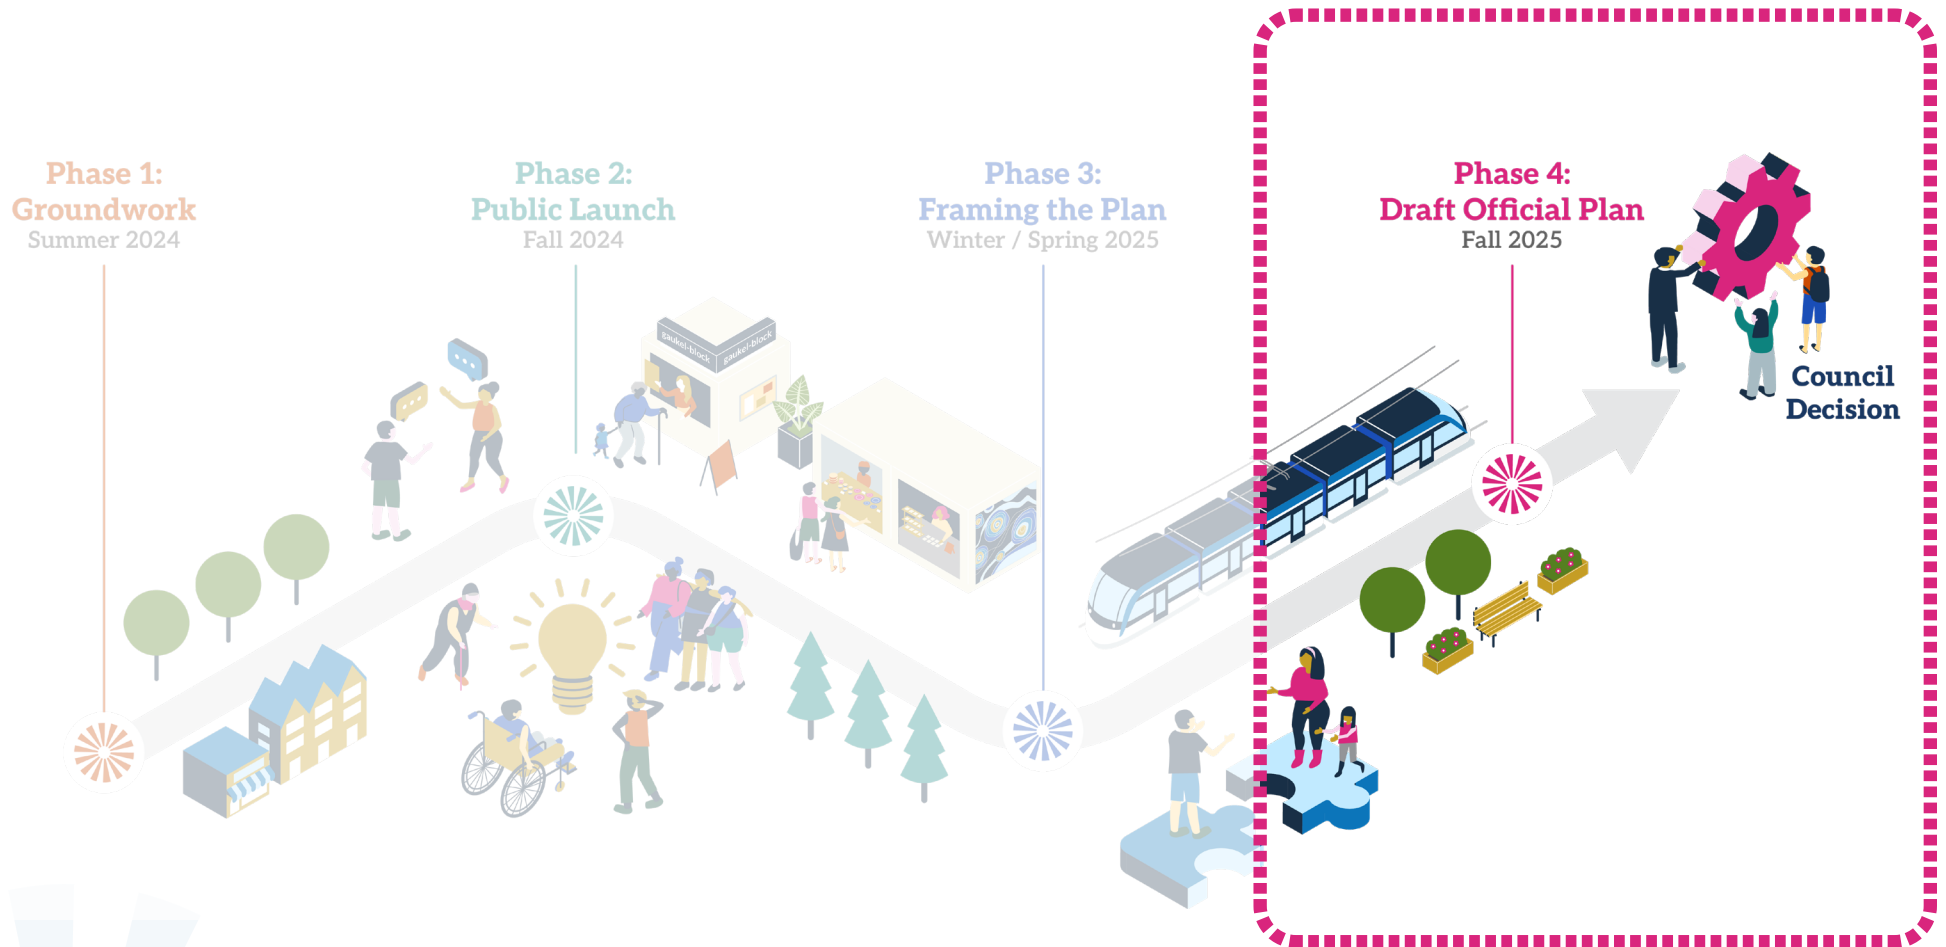 Phase 1:
Groundwork
Summer 2024
Phase 2:
Public Launch
Fall 2024
Phase 3:
Framing the Plan
Winter / Spring 2025
Phase 4:
Draft Official Plan
Fall 2025
gaukel-block
gaukel-block
Council
Decision